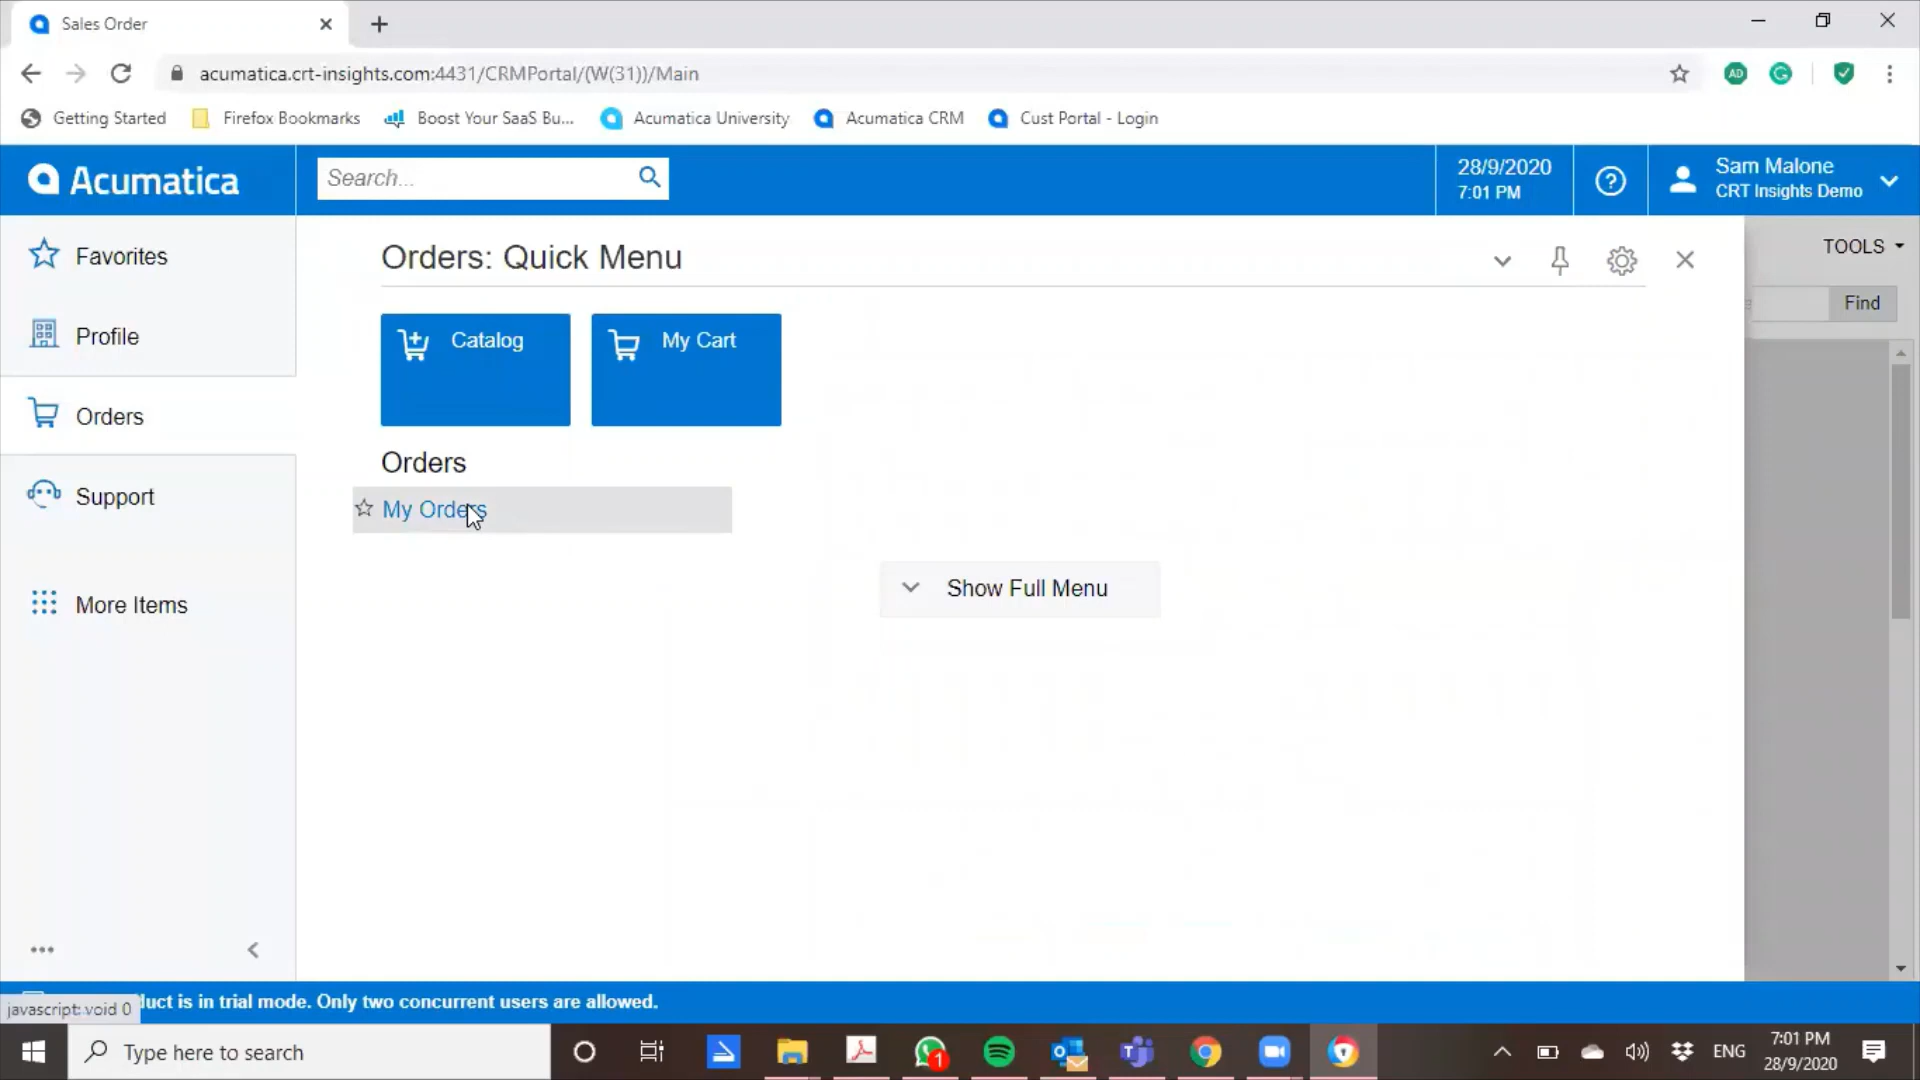 Sales Order
acumatica.crt-insights.com:4431/CRMPortal/(W(31))/Main
AD
Getting Started
Firefox Bookmarks
Boost Your SaaS Bu...
Acumatica University
Acumatica CRM
Cust Portal - Login
Acumatica
Search...
28/9/2020
7:01 PM
Sam Malone
CRT Insights Demo
Favorites
Orders: Quick Menu
TOOLS
Find
Profile
Catalog
My Cart
Orders
Orders
Support
My Orders
Show Full Menu
More Items
uct is in trial mode. Only two concurrent users are allowed.
javascript:void 0
Type here to search
1
ENG
7:01 PM
28/9/2020